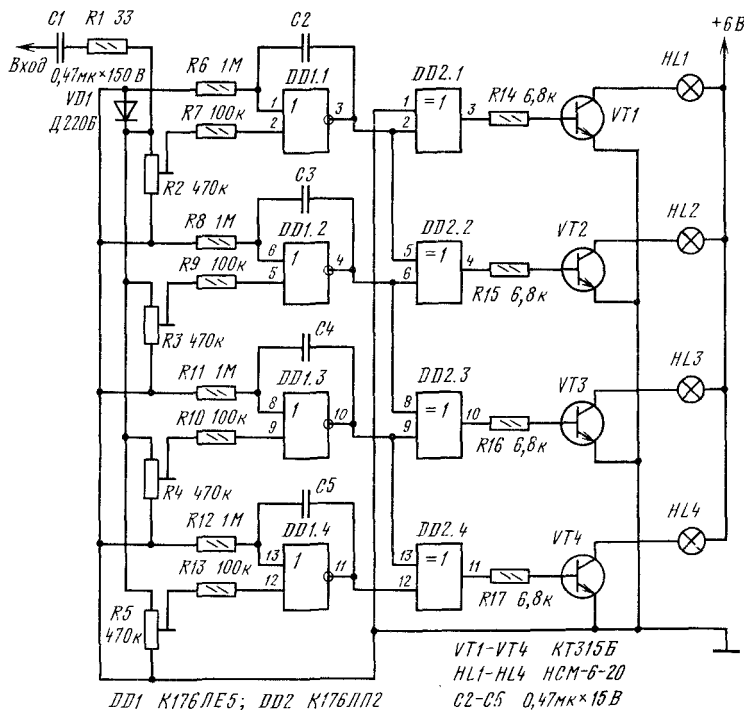 C1 R1 33
Вход
0,47мк×150 В
VD1
Д220Б
R6 1М
C2
DD1.1
R7 100к
1
2
1
3
DD2.1
1
2
=1
3
R14 6,8к
VT1
HL1
+6В
R2 470к
R8 1М
C3
DD1.2
R9 100к
6
5
1
4
DD2.2
5
6
=1
4
R15 6,8к
VT2
HL2
R3 470к
R11 1М
C4
DD1.3
R10 100к
8
9
1
10
DD2.3
8
9
=1
10
R16 6,8к
VT3
HL3
R4 470к
R12 1М
C5
DD1.4
R13 100к
13
12
1
11
DD2.4
13
12
=1
11
R17 6,8к
VT4
HL4
R5
470к
VT1-VT4 КТ315Б
HL1-HL4 НСМ-6-20
DD1 К176ЛЕ5; DD2 К176ЛП2
C2-C5 0,47мк×15В